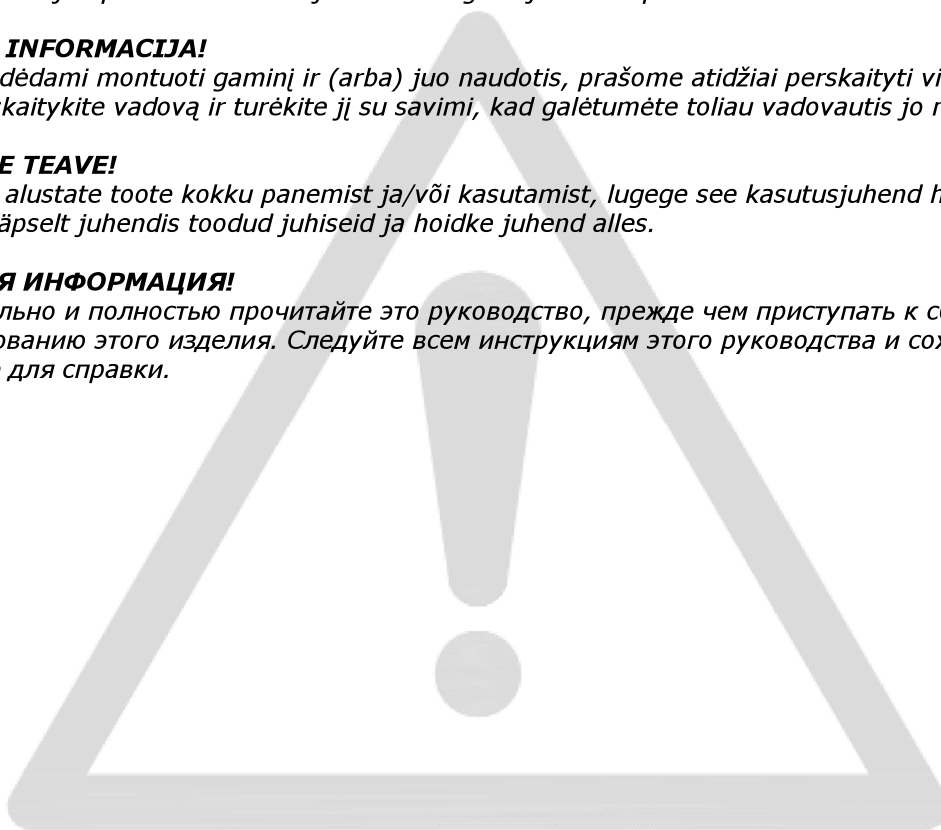 INFORMACIJA!
dėdami montuoti gaminį ir (arba) juo naudotis, prašome atidžiai perskaityti vi
kaitykite vadovą ir turėkite jį su savimi, kad galėtumėte toliau vadovautis jo
E TEAVE!
alustate toote kokku panemist ja/või kasutamist, lugege see kasutusjuhend h
äpselt juhendis toodud juhiseid ja hoidke juhend alles.
Я ИНФОРМАЦИЯ!
льно и полностью прочитайте это руководство, прежде чем приступать к с
ованию этого изделия. Следуйте всем инструкциям этого руководства и сох
для справки.